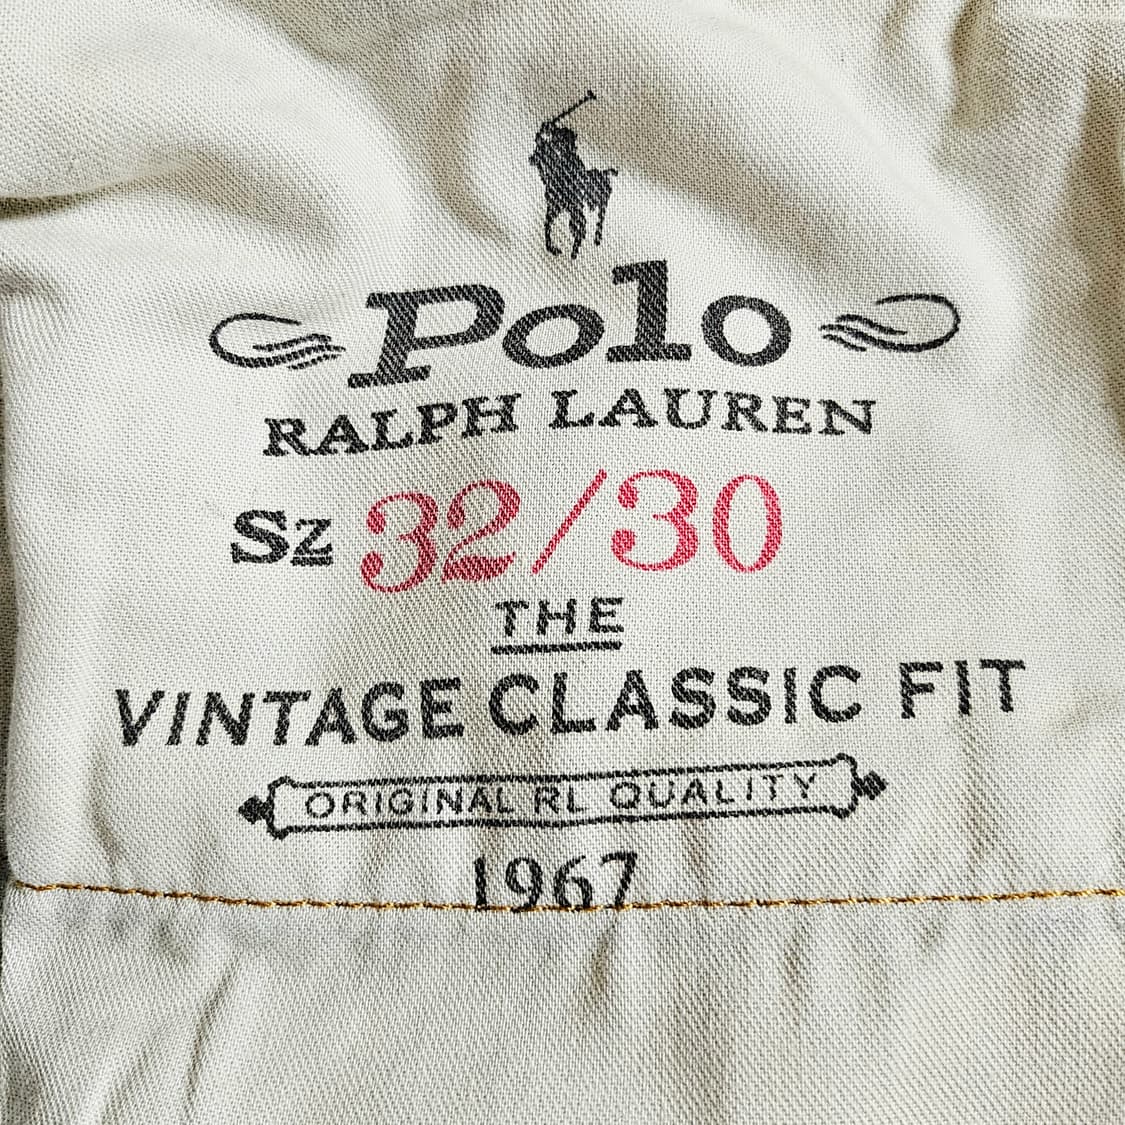 Polo
RALPH LAUREN
Sz 32/30
THE
VINTAGE CLASSIC FIT
ORIGINAL RL QUALITY
1967